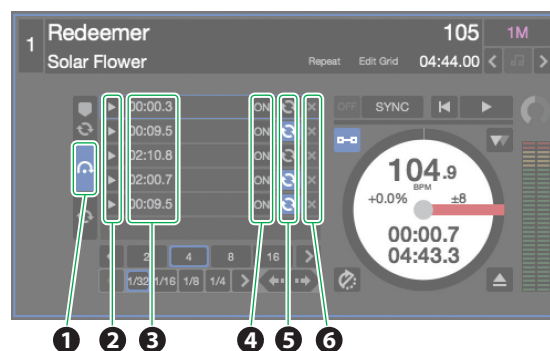 1 Redeemer 105 1M
Solar Flower Repeat Edit Grid 04:44.00
00:00.3 ON
00:09.5 ON
02:10.8 ON
02:00.7 ON
00:09.5 ON
OFF SYNC
104.9
BPM
+0.0% ±8
00:00.7
04:43.3
2 4 8 16
1/32 1/16 1/8 1/4
1 2 3 4 5 6